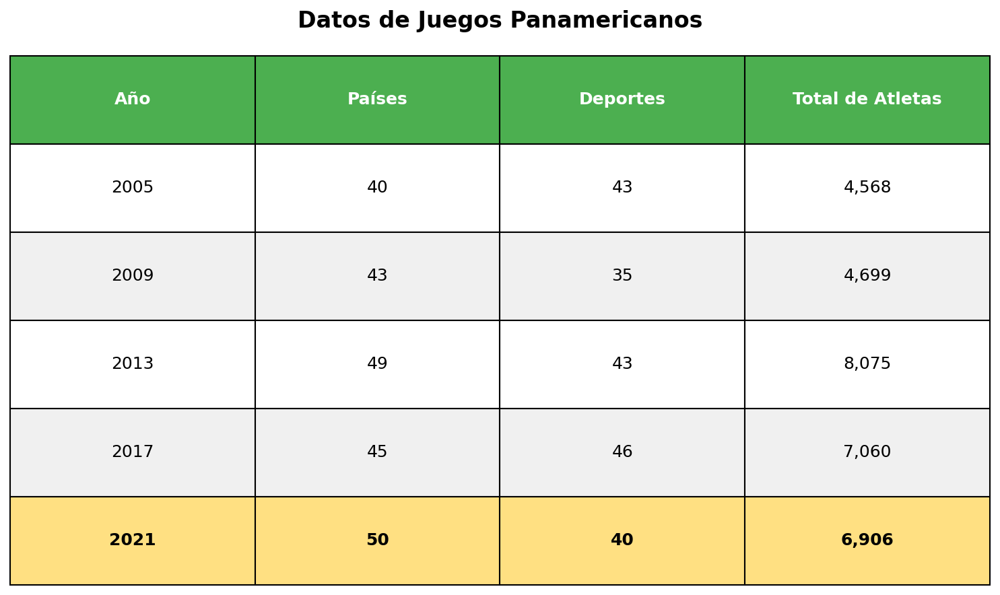 Datos de Juegos Panamericanos
Año Países Deportes Total de Atletas
2005 40 43 4,568
2009 43 35 4,699
2013 49 43 8,075
2017 45 46 7,060
2021 50 40 6,906